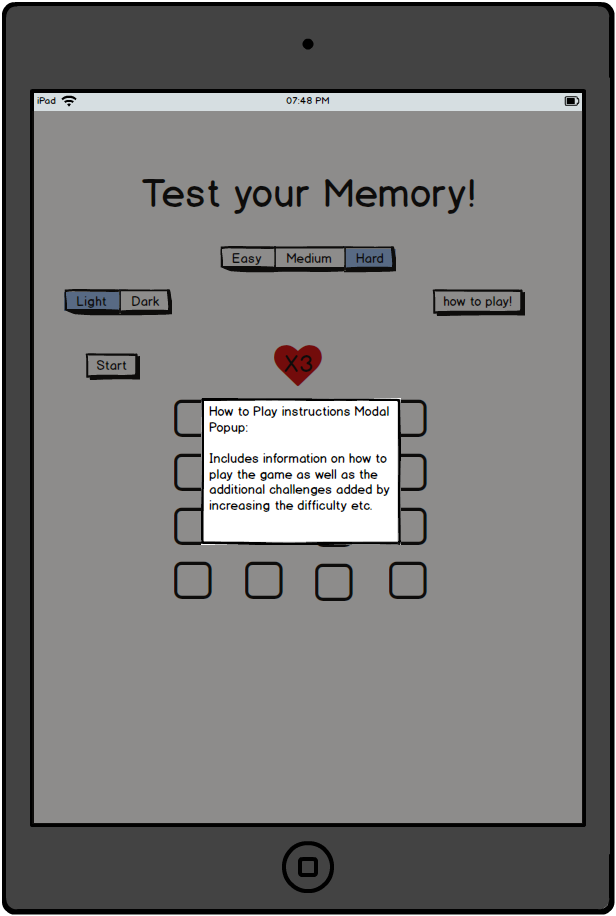 iPad 07:48 PM
Test your Memory!
Easy Medium Hard
Light Dark how to play!
Start X3
How to Play instructions Modal
Popup:
Includes information on how to
play the game as well as the
additional challenges added by
increasing the difficulty etc.